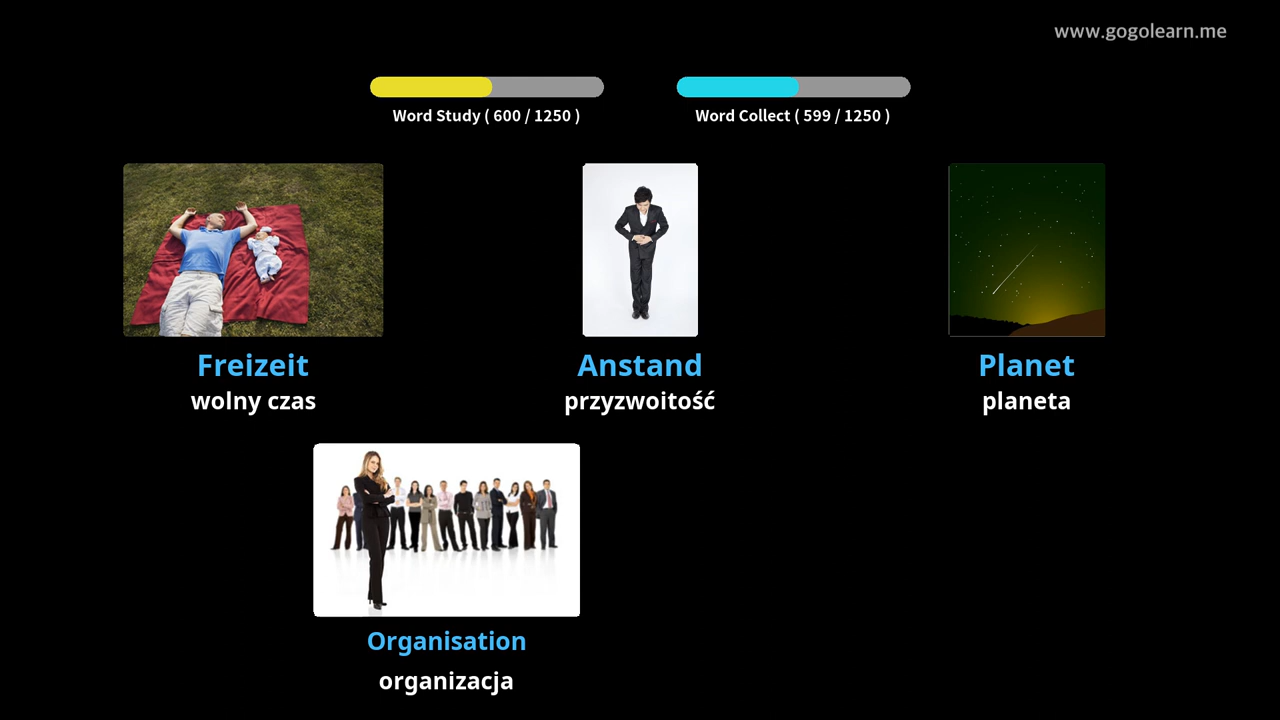 www.gogolearn.me
Word Study ( 600 / 1250 )
Word Collect ( 599 / 1250 )
Freizeit
wolny czas
Anstand
przyzwoitość
Planet
planeta
Organisation
organizacja